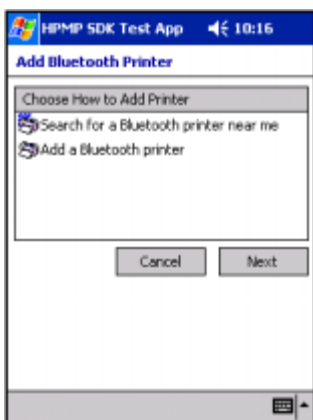 HPMP SDK Test App 10:16
Add Bluetooth Printer
Choose How to Add Printer
Search for a Bluetooth printer near me
Add a Bluetooth printer
Cancel Next